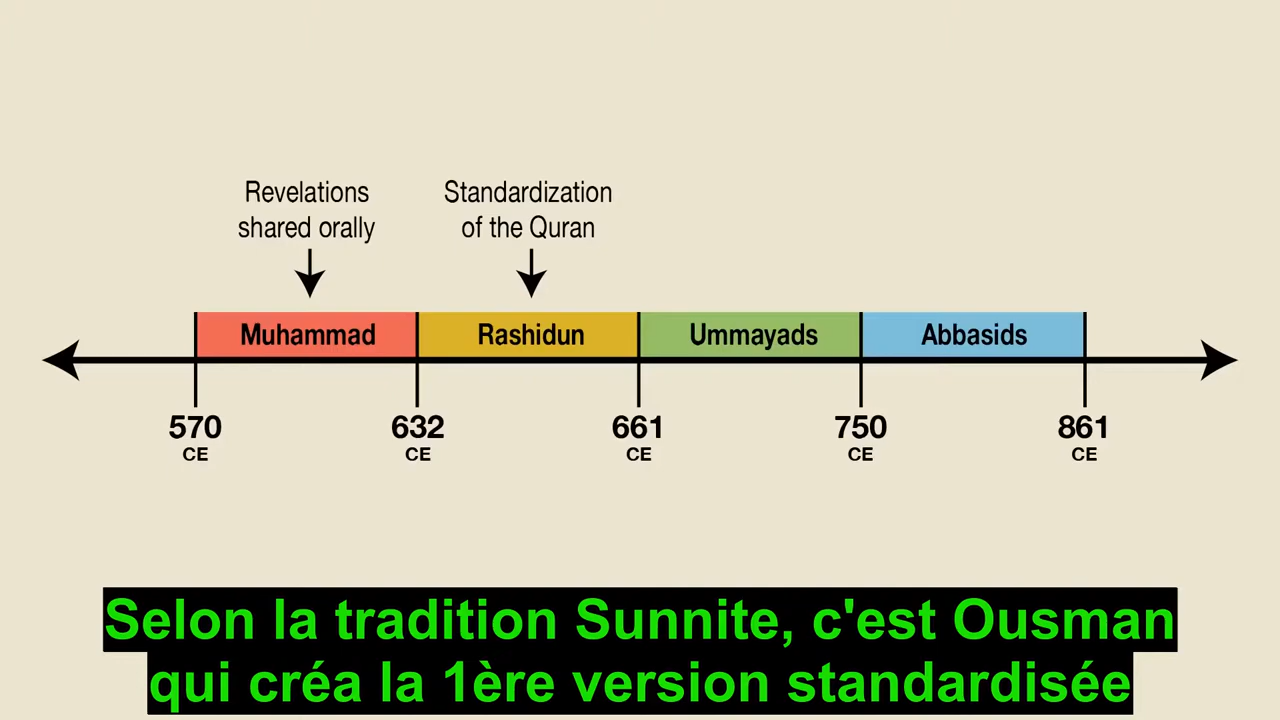 Revelations
shared orally
Standardization
of the Quran
Muhammad
Rashidun
Ummayads
Abbasids
570
CE
632
CE
661
CE
750
CE
861
CE
Selon la tradition Sunnite, c'est Ousman
qui créa la 1ère version standardisée